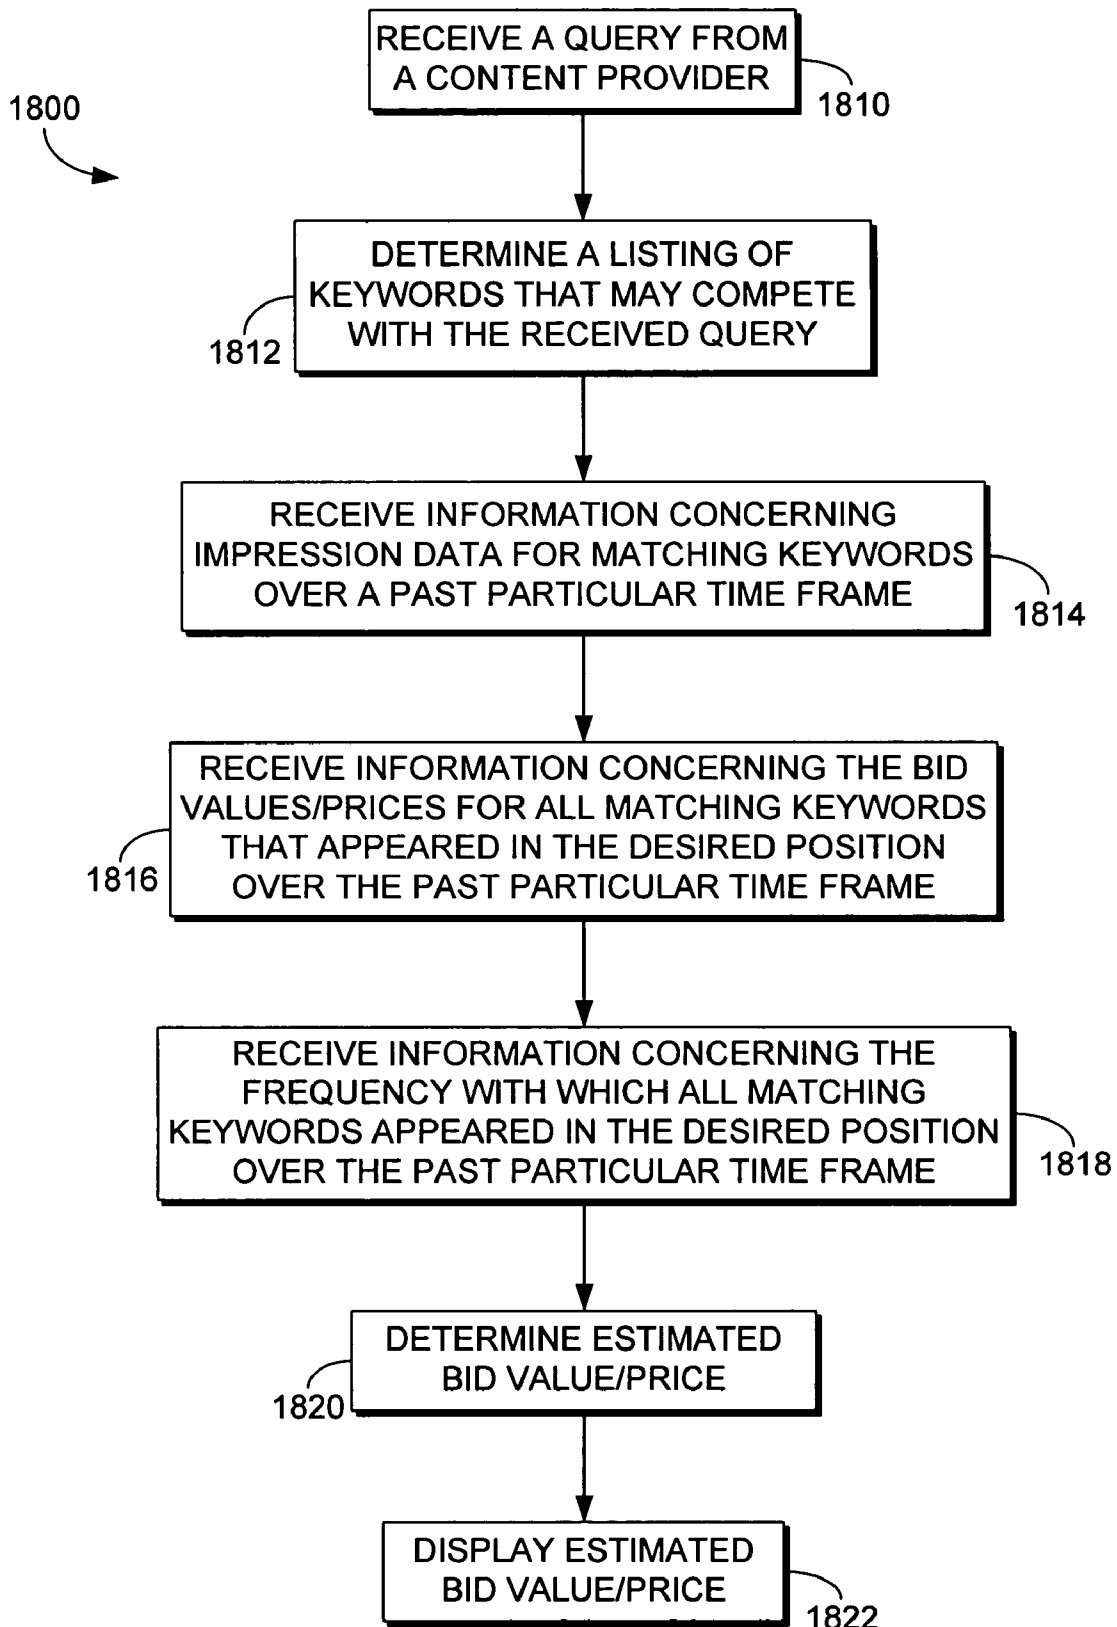 RECEIVE A QUERY FROM
A CONTENT PROVIDER
1810
1800
DETERMINE A LISTING OF
KEYWORDS THAT MAY COMPETE
WITH THE RECEIVED QUERY
1812
RECEIVE INFORMATION CONCERNING
IMPRESSION DATA FOR MATCHING KEYWORDS
OVER A PAST PARTICULAR TIME FRAME
1814
RECEIVE INFORMATION CONCERNING THE BID
VALUES/PRICES FOR ALL MATCHING KEYWORDS
THAT APPEARED IN THE DESIRED POSITION
OVER THE PAST PARTICULAR TIME FRAME
1816
RECEIVE INFORMATION CONCERNING THE
FREQUENCY WITH WHICH ALL MATCHING
KEYWORDS APPEARED IN THE DESIRED POSITION
OVER THE PAST PARTICULAR TIME FRAME
1818
DETERMINE ESTIMATED
BID VALUE/PRICE
1820
DISPLAY ESTIMATED
BID VALUE/PRICE
1822